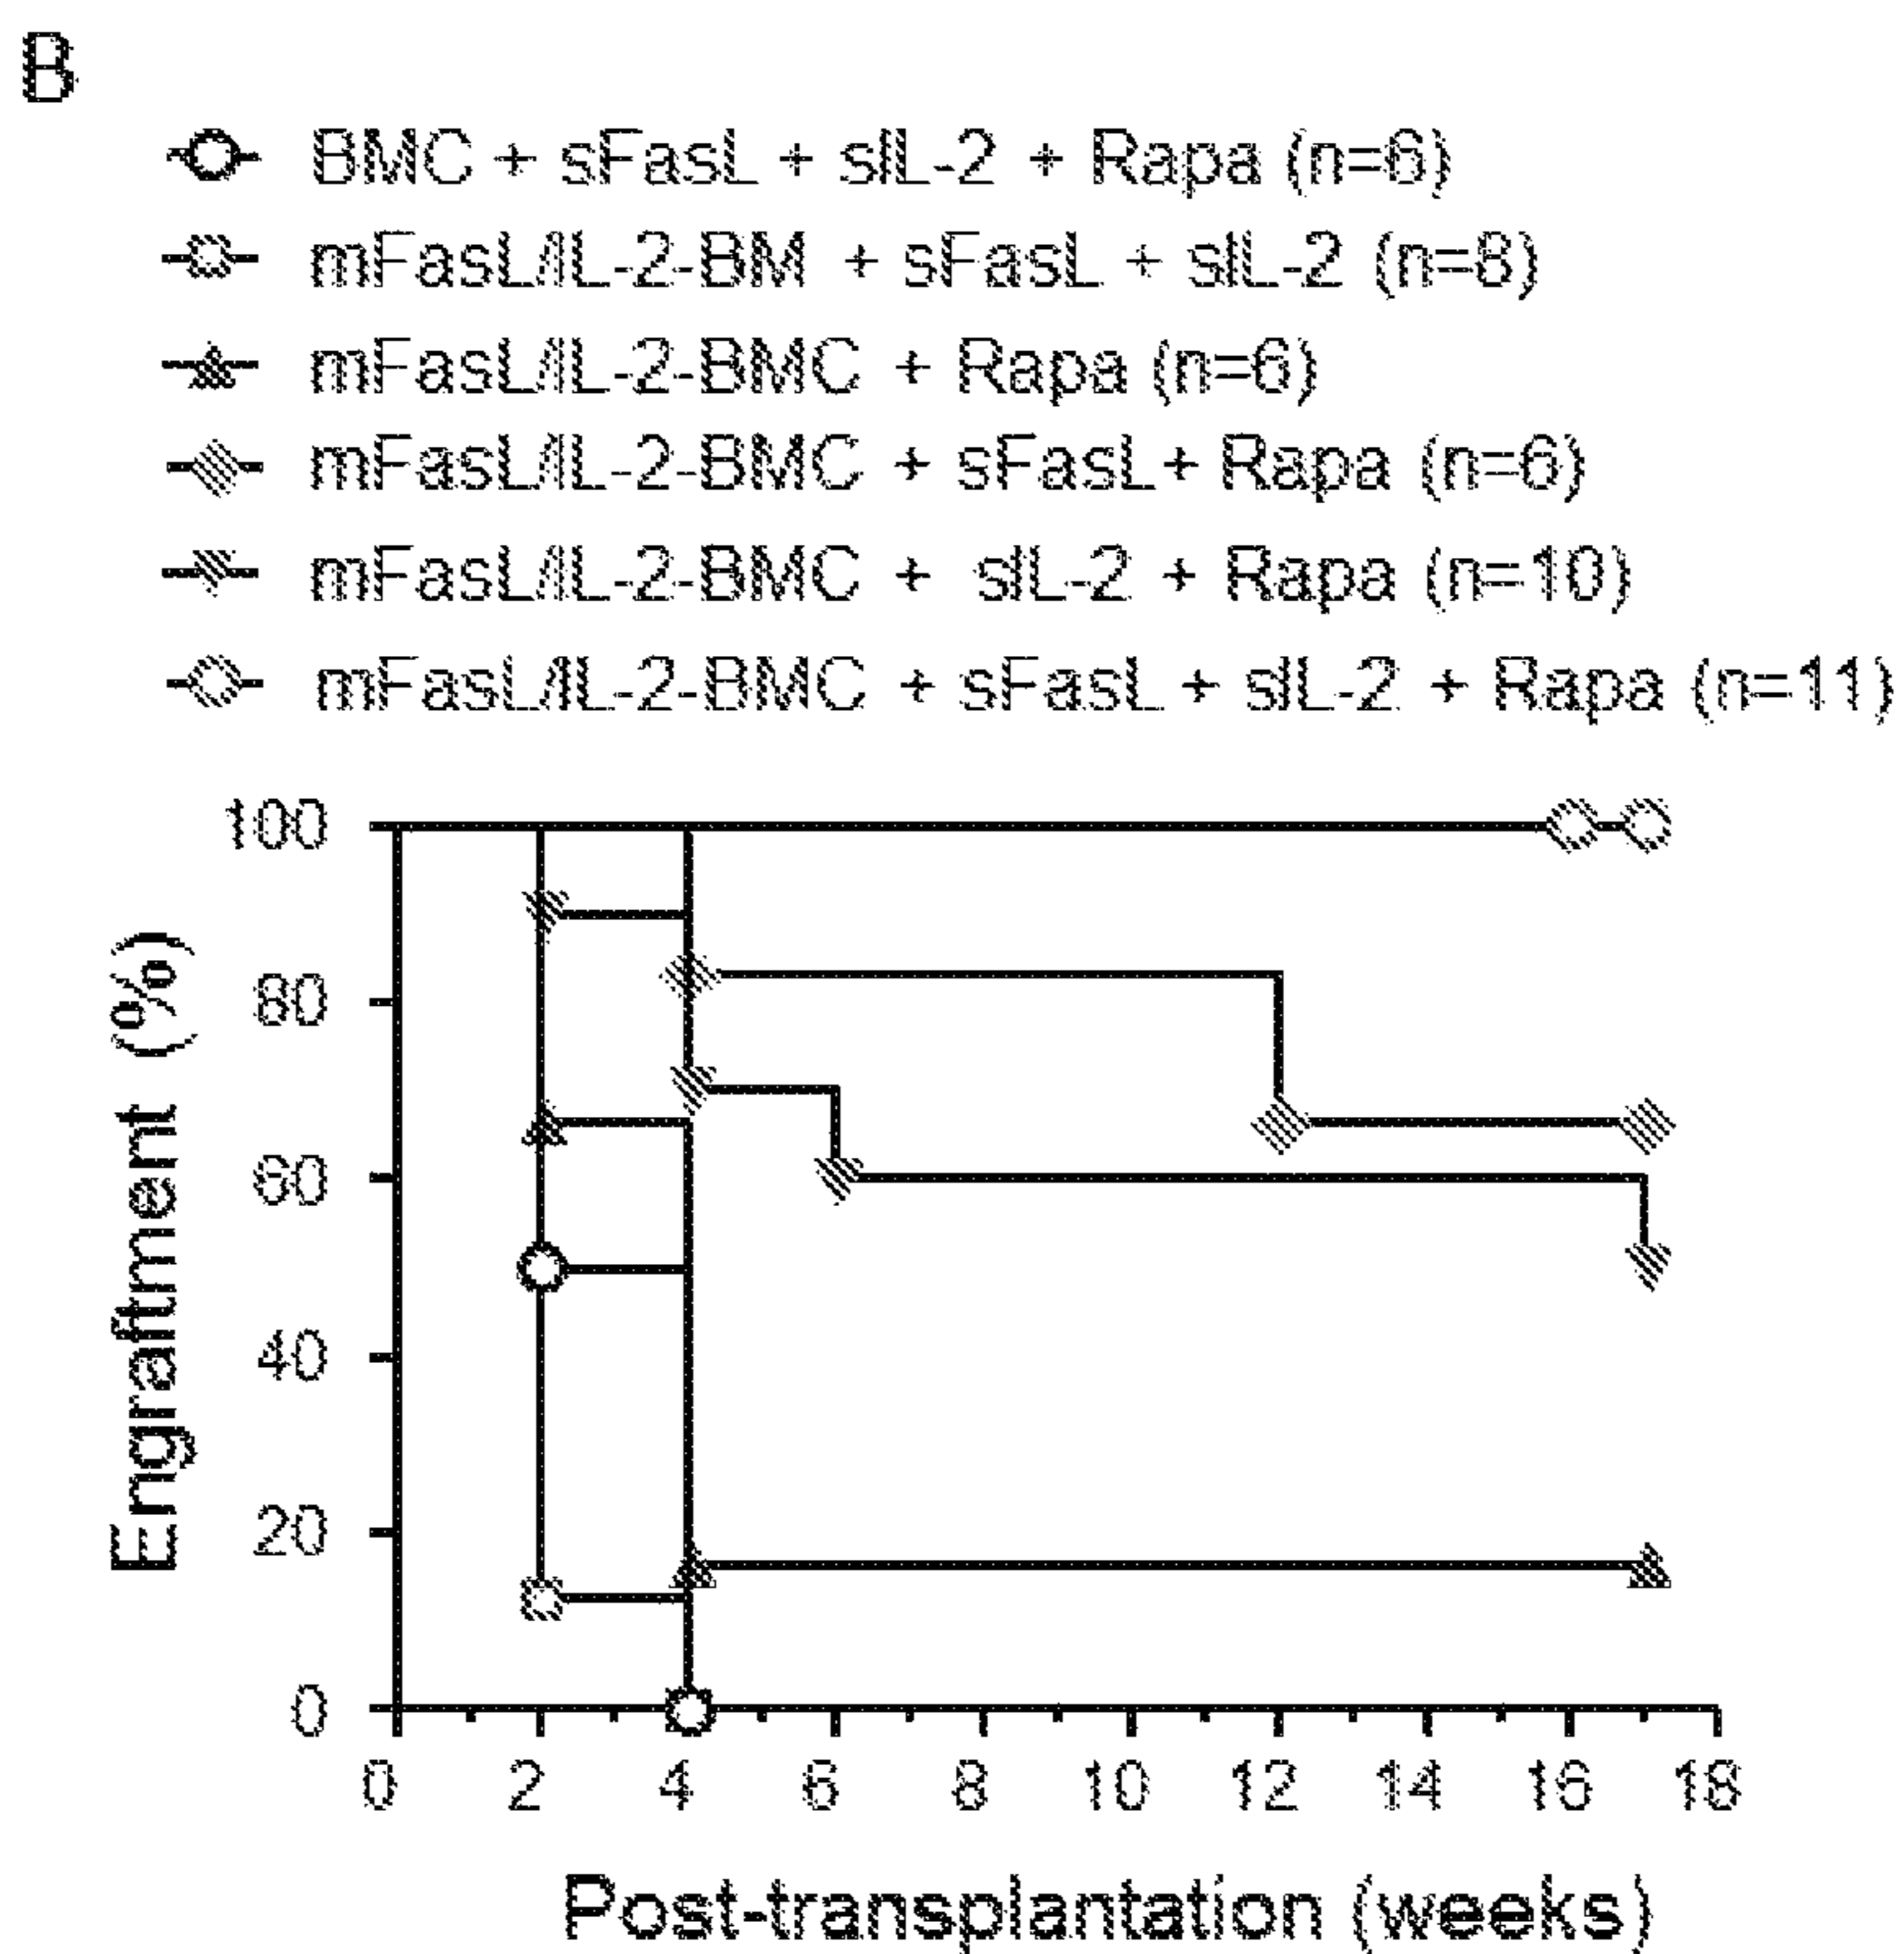 B
BMC + sFasL + sIL-2 + Rapa (n=6)
mFasL/IL-2-BM + sFasL + sIL-2 (n=8)
mFasL/IL-2-BMC + Rapa (n=6)
mFasL/IL-2-BMC + sFasL+ Rapa (n=6)
mFasL/IL-2-BMC + sIL-2 + Rapa (n=10)
mFasL/IL-2-BMC + sFasL + sIL-2 + Rapa (n=11)
100
80
60
40
20
0
Engraftment (%)
0 2 4 6 8 10 12 14 16 18
Post-transplantation (weeks)